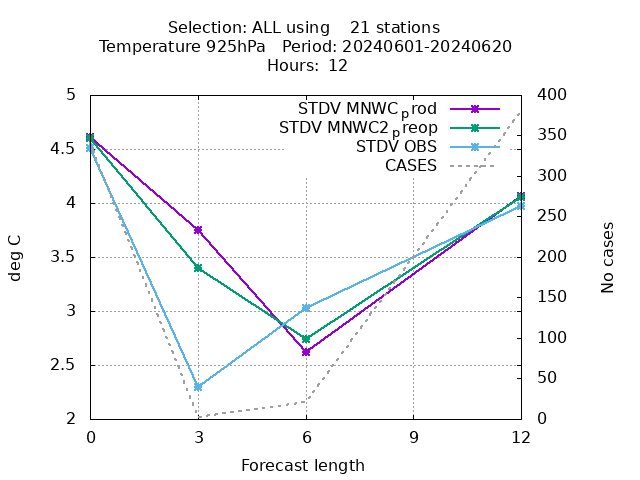 Selection: ALL using    21 stations
Temperature 925hPa   Period: 20240601-20240620
Hours:  12
STDV MNWC_prod
STDV MNWC2_preop
STDV OBS
CASES
deg C
5
4.5
4
3.5
3
2.5
2
400
350
300
250
200
150
100
50
0
No cases
0 3 6 9 12
Forecast length